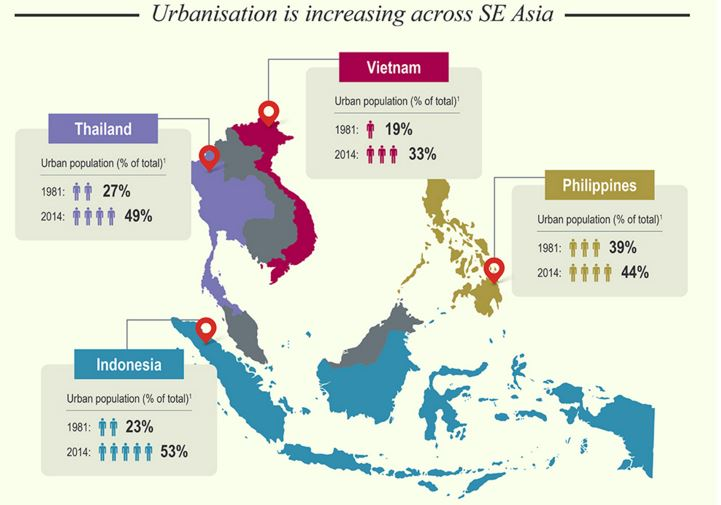 Urbanisation is increasing across SE Asia
Vietnam
Urban population (% of total)¹
1981: 19%
2014: 33%
Thailand
Urban population (% of total)¹
1981: 27%
2014: 49%
Philippines
Urban population (% of total)¹
1981: 39%
2014: 44%
Indonesia
Urban population (% of total)¹
1981: 23%
2014: 53%